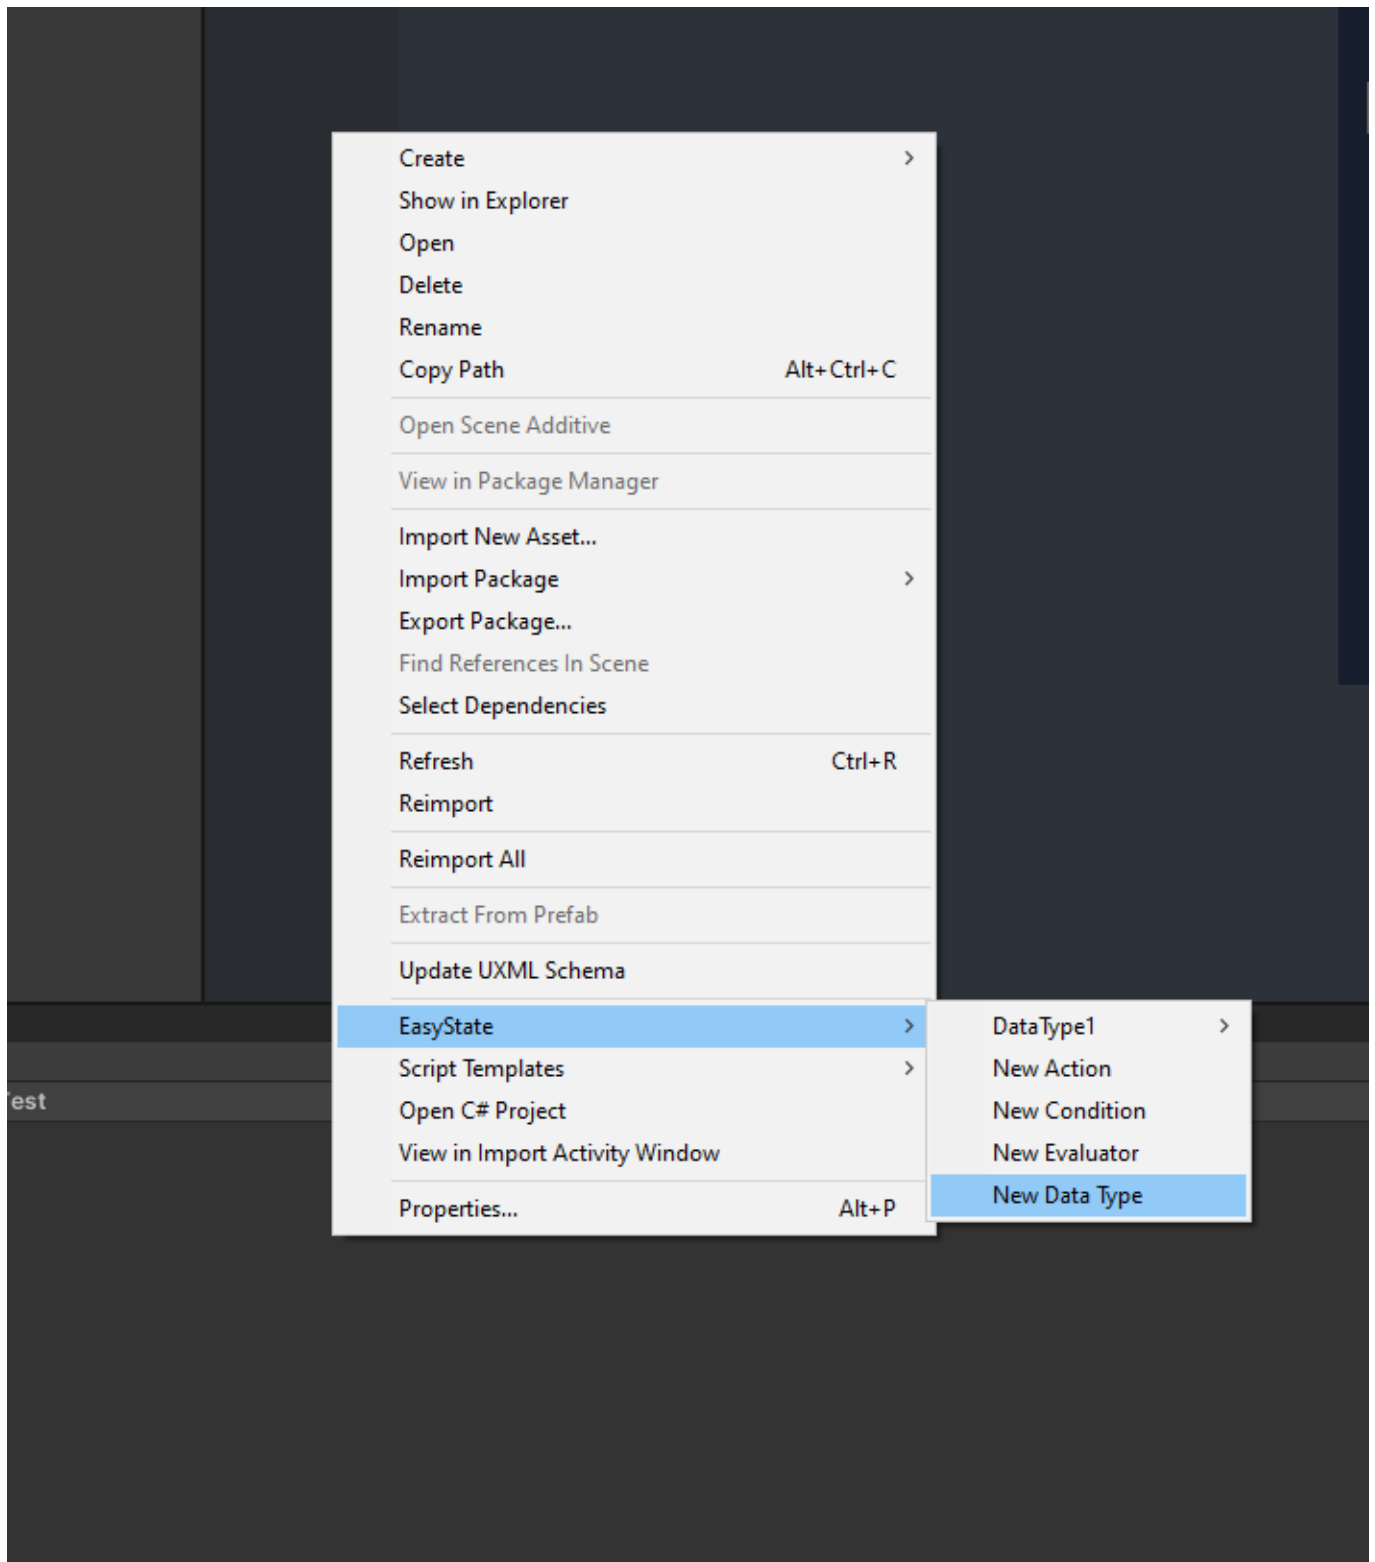 Create
Show in Explorer
Open
Delete
Rename
Copy Path Alt+Ctrl+C
Open Scene Additive
View in Package Manager
Import New Asset...
Import Package
Export Package...
Find References In Scene
Select Dependencies
Refresh Ctrl+R
Reimport
Reimport All
Extract From Prefab
Update UXML Schema
EasyState
Script Templates
Open C# Project
View in Import Activity Window
Properties... Alt+P
DataType1
New Action
New Condition
New Evaluator
New Data Type